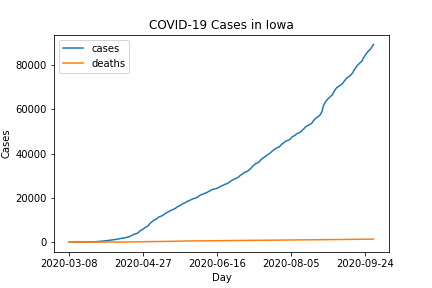 COVID-19 Cases in Iowa
cases
deaths
80000
60000
40000
20000
0
Cases
2020-03-08 2020-04-27 2020-06-16 2020-08-05 2020-09-24
Day